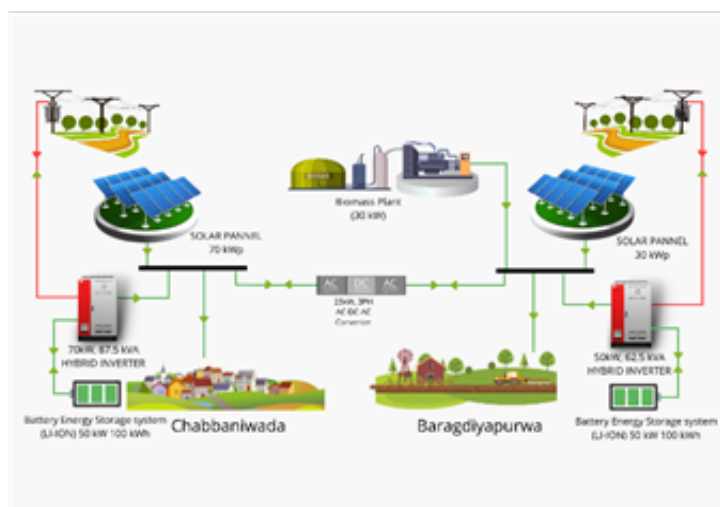 BIOGAS
Biomass Plant
(30 kW)
SOLAR PANNEL
70 kWp
SOLAR PANNEL
30 kWp
AC DC AC
3PH
AC-DC-AC
Converter
70kW, 87.5 kVA
HYBRID INVERTER
50kW, 62.5 kVA
HYBRID INVERTER
Battery Energy Storage system
(LI-ION) 50 kW 100 kWh
Chabbaniwada
Baragdiyapurwa
Battery Energy Storage system
(LI-ION) 50 kW 100 kWh